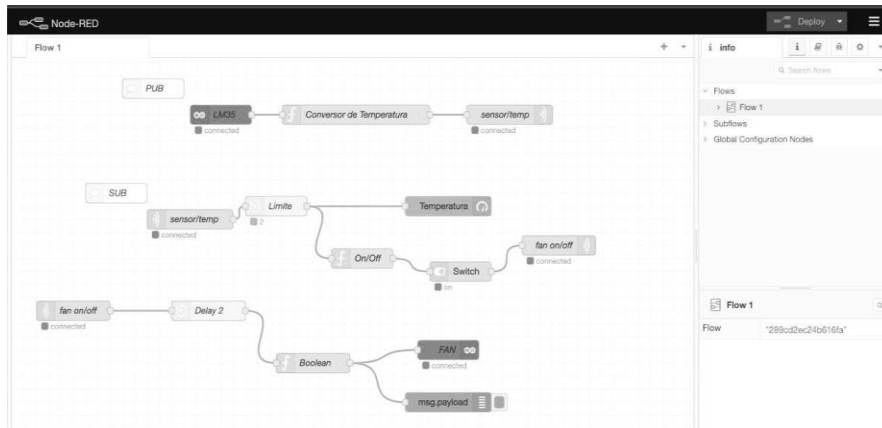 Node-RED
Deploy
Flow 1
info
i
Search flows
Flows
Flow 1
Subflows
Global Configuration Nodes
PUB
LM35
connected
Conversor de Temperatura
sensor/temp
connected
SUB
sensor/temp
connected
Limite
2
Temperatura
On/Off
Switch
on
fan on/off
connected
fan on/off
connected
Delay 2
Boolean
FAN
connected
msg.payload
Flow 1
Flow
"289cd2ec24b616fa"